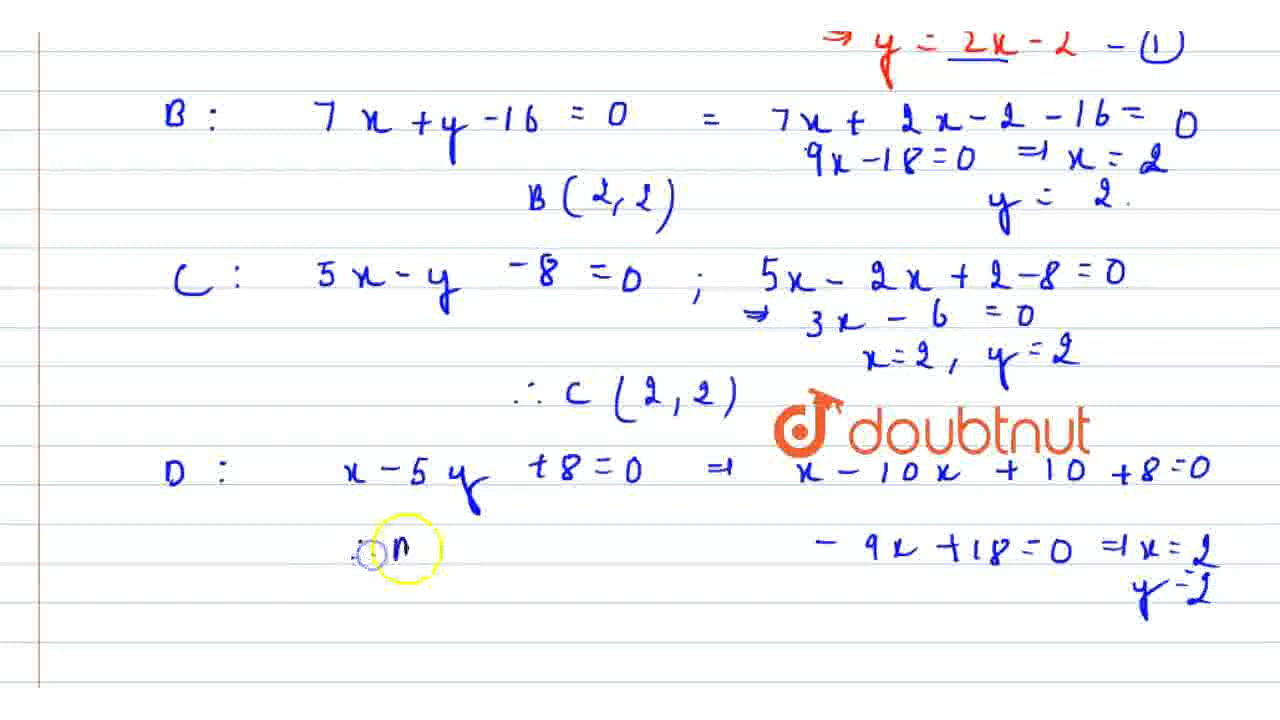 ⇒ y = 2x - 2 - (1)
B : 7x + y - 16 = 0 = 7x + 2x - 2 - 16 = 0
9x - 18 = 0 ⇒ x = 2
B (2, 2) y = 2.
C : 5x - y - 8 = 0 ; 5x - 2x + 2 - 8 = 0
⇒ 3x - 6 = 0
x = 2, y = 2
∴ C (2, 2)
doubtnut
D : x - 5y + 8 = 0 ⇒ x - 10x + 10 + 8 = 0
∴ - 9x + 18 = 0 ⇒ x = 2
y = 2